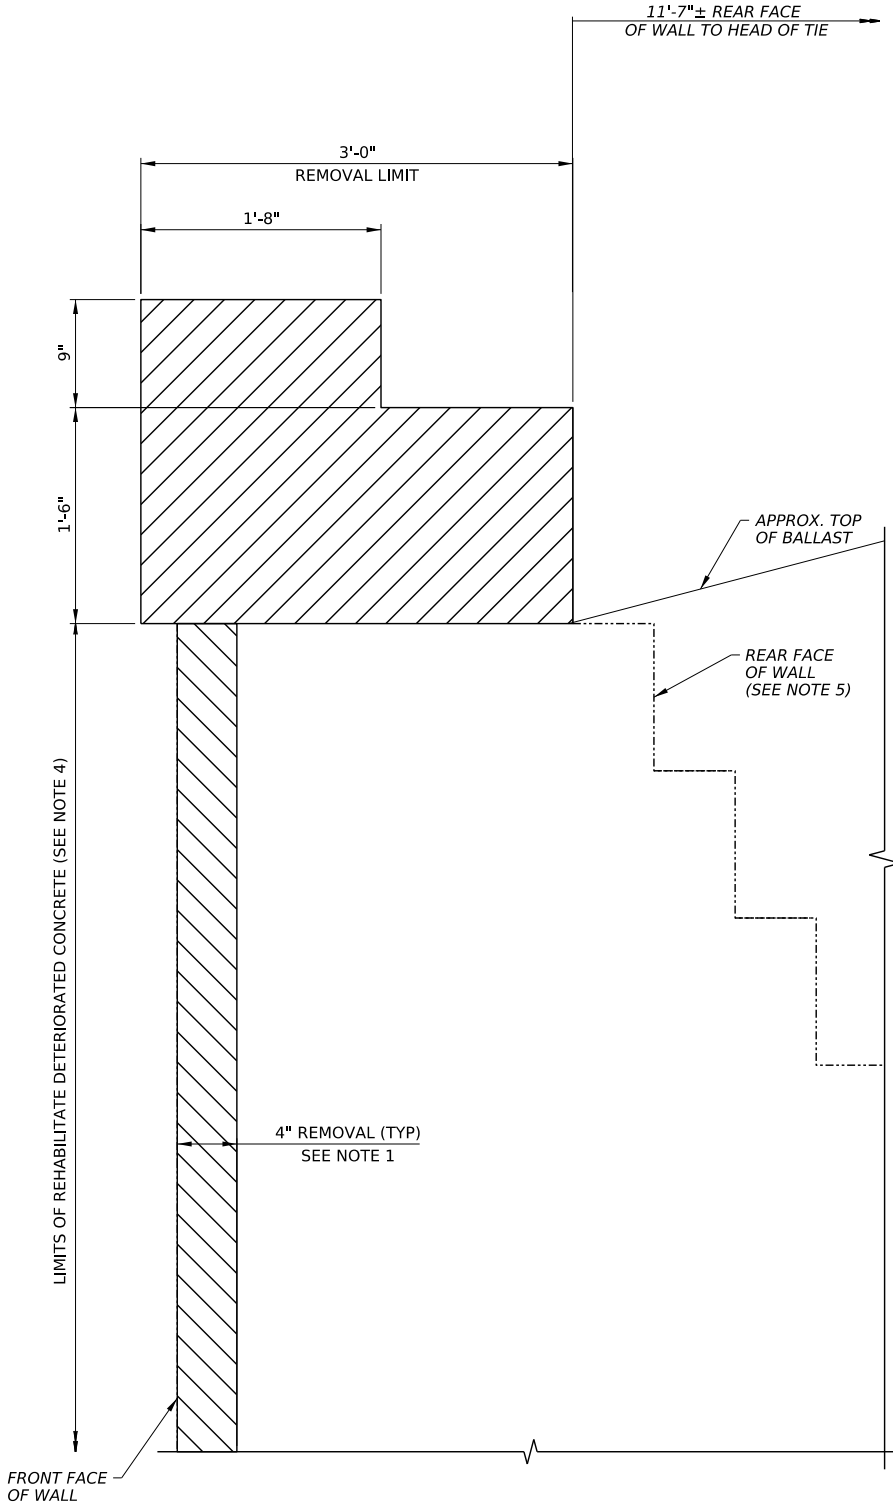 11'-7"± REAR FACE
OF WALL TO HEAD OF TIE
3'-0"
REMOVAL LIMIT
1'-8"
9"
1'-6"
APPROX. TOP
OF BALLAST
REAR FACE
OF WALL
(SEE NOTE 5)
LIMITS OF REHABILITATE DETERIORATED CONCRETE (SEE NOTE 4)
4" REMOVAL (TYP)
SEE NOTE 1
FRONT FACE
OF WALL